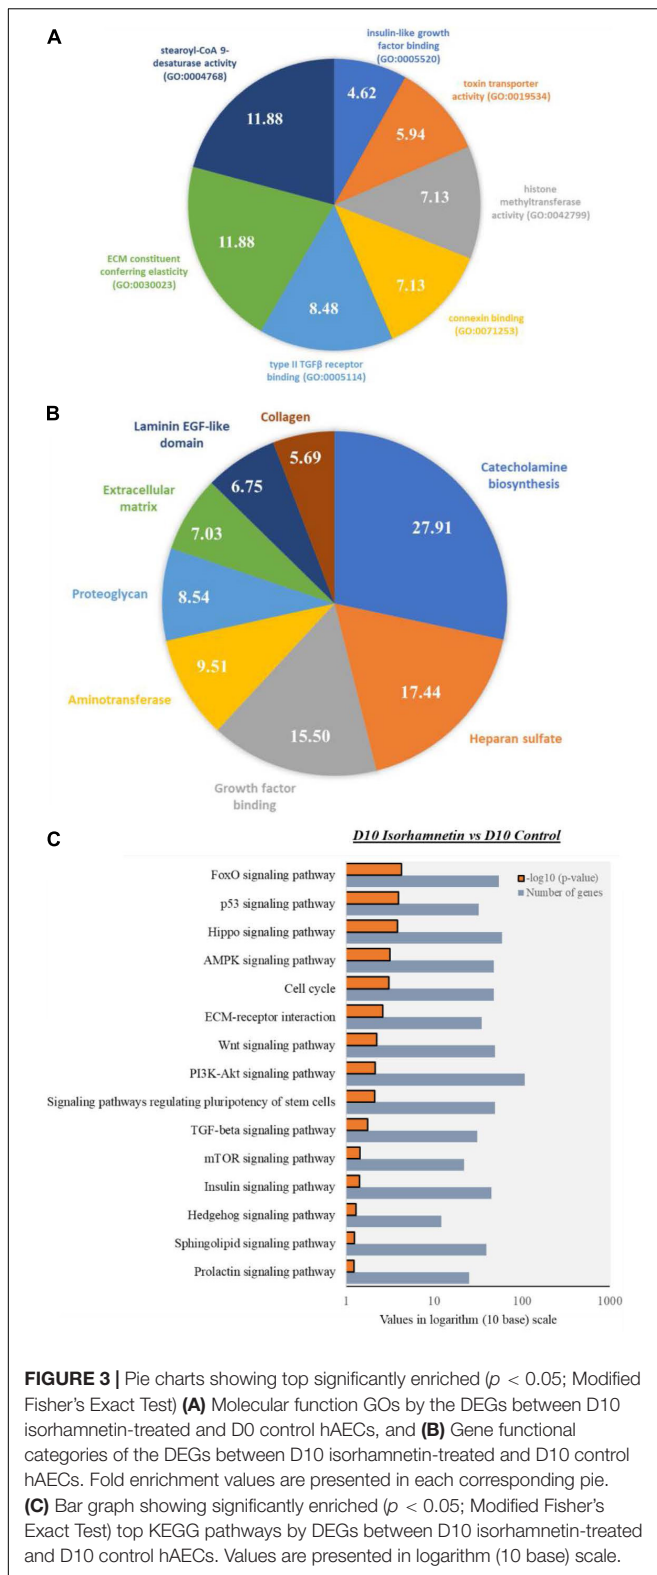 A
insulin-like growth
factor binding
(GO:0005520)
stearoyl-CoA 9-
desaturase activity
(GO:0004768)
toxin transporter
activity (GO:0019534)
4.62
11.88
5.94
7.13
histone
methyltransferase
activity (GO:0042799)
11.88
ECM constituent
conferring elasticity
(GO:0030023)
7.13
8.48
connexin binding
(GO:0071253)
type II TGFβ receptor
binding (GO:0005114)
B
Collagen
Laminin EGF-like
domain
5.69
Catecholamine
biosynthesis
6.75
Extracellular
matrix
27.91
7.03
Proteoglycan
8.54
9.51
17.44
Aminotransferase
15.50
Heparan sulfate
Growth factor
binding
C
D10 Isorhamnetin vs D10 Control
FoxO signaling pathway
-log10 (p-value)
Number of genes
p53 signaling pathway
Hippo signaling pathway
AMPK signaling pathway
Cell cycle
ECM-receptor interaction
Wnt signaling pathway
PI3K-Akt signaling pathway
Signaling pathways regulating pluripotency of stem cells
TGF-beta signaling pathway
mTOR signaling pathway
Insulin signaling pathway
Hedgehog signaling pathway
Sphingolipid signaling pathway
Prolactin signaling pathway
1 10 100 1000
Values in logarithm (10 base) scale
FIGURE 3 | Pie charts showing top significantly enriched (p < 0.05; Modified
Fisher's Exact Test) (A) Molecular function GOs by the DEGs between D10
isorhamnetin-treated and D0 control hAECs, and (B) Gene functional
categories of the DEGs between D10 isorhamnetin-treated and D10 control
hAECs. Fold enrichment values are presented in each corresponding pie.
(C) Bar graph showing significantly enriched (p < 0.05; Modified Fisher's
Exact Test) top KEGG pathways by DEGs between D10 isorhamnetin-treated
and D10 control hAECs. Values are presented in logarithm (10 base) scale.